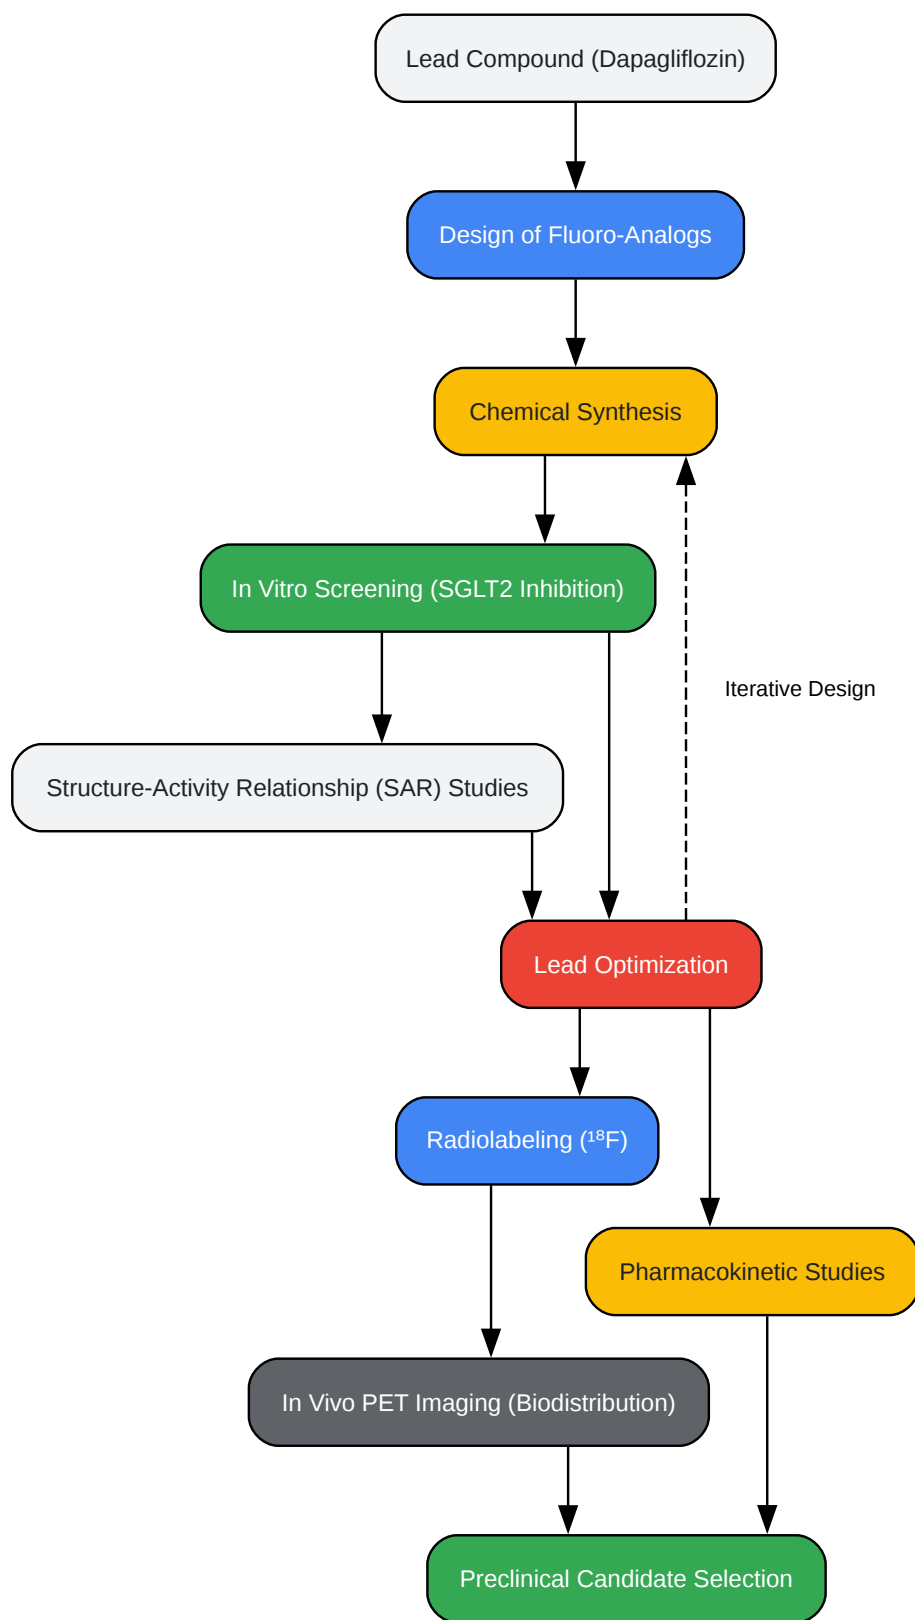 Lead Compound (Dapagliflozin)
Design of Fluoro-Analogs
Chemical Synthesis
In Vitro Screening (SGLT2 Inhibition)
Iterative Design
Structure-Activity Relationship (SAR) Studies
Lead Optimization
Radiolabeling (¹⁸F)
Pharmacokinetic Studies
In Vivo PET Imaging (Biodistribution)
Preclinical Candidate Selection